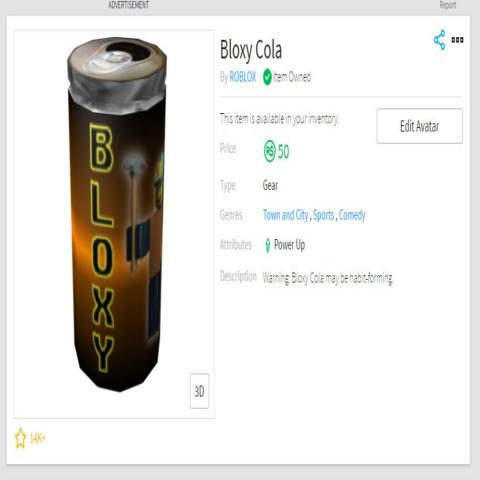 ADVERTISEMENT
Report
Bloxy Cola
By ROBLOX Item Owned
This item is available in your inventory.
Edit Avatar
Price R$ 50
Type Gear
Genres Town and City, Sports, Comedy
Attributes Power Up
Description Warning: Bloxy Cola may be habit-forming.
BLOXY
3D
14K+